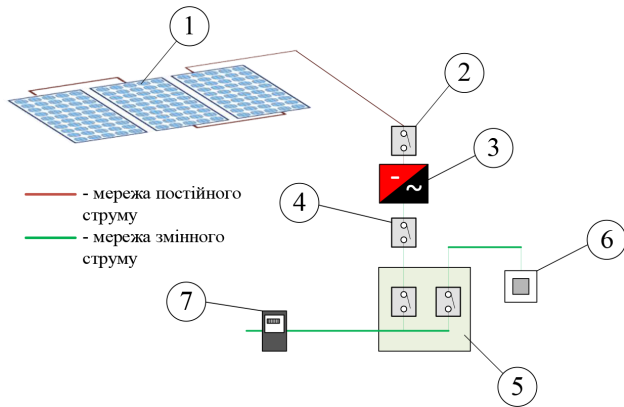 1
2
3
- ~
4
- мережа постійного
струму
- мережа змінного
струму
6
7
5